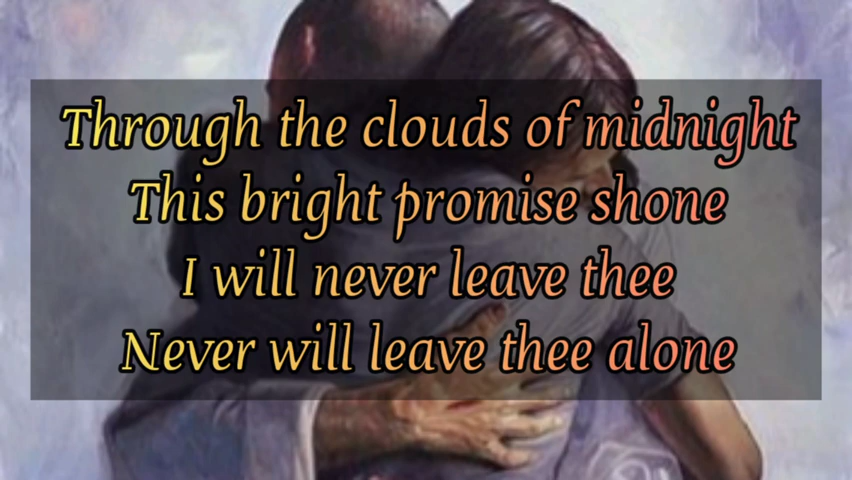 Through the clouds of midnight
This bright promise shone
I will never leave thee
Never will leave thee alone